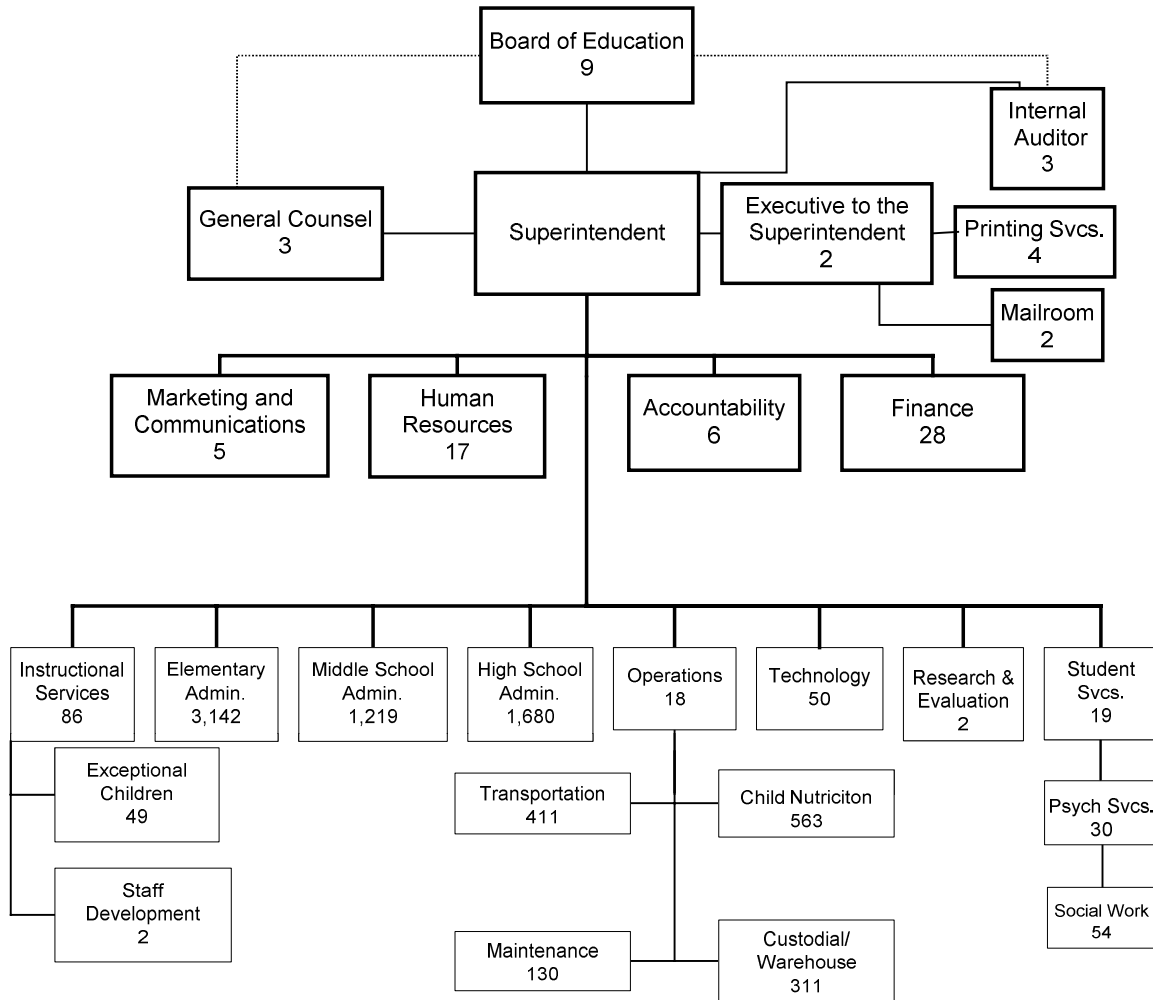 Board of Education
9
Internal
Auditor
3
General Counsel
3
Superintendent
Executive to the
Superintendent
2
Printing Svcs.
4
Mailroom
2
Marketing and
Communications
5
Human
Resources
17
Accountability
6
Finance
28
Instructional
Services
86
Elementary
Admin.
3,142
Middle School
Admin.
1,219
High School
Admin.
1,680
Operations
18
Technology
50
Research &
Evaluation
2
Student
Svcs.
19
Exceptional
Children
49
Transportation
411
Child Nutriciton
563
Psych Svcs.
30
Staff
Development
2
Maintenance
130
Custodial/
Warehouse
311
Social Work
54